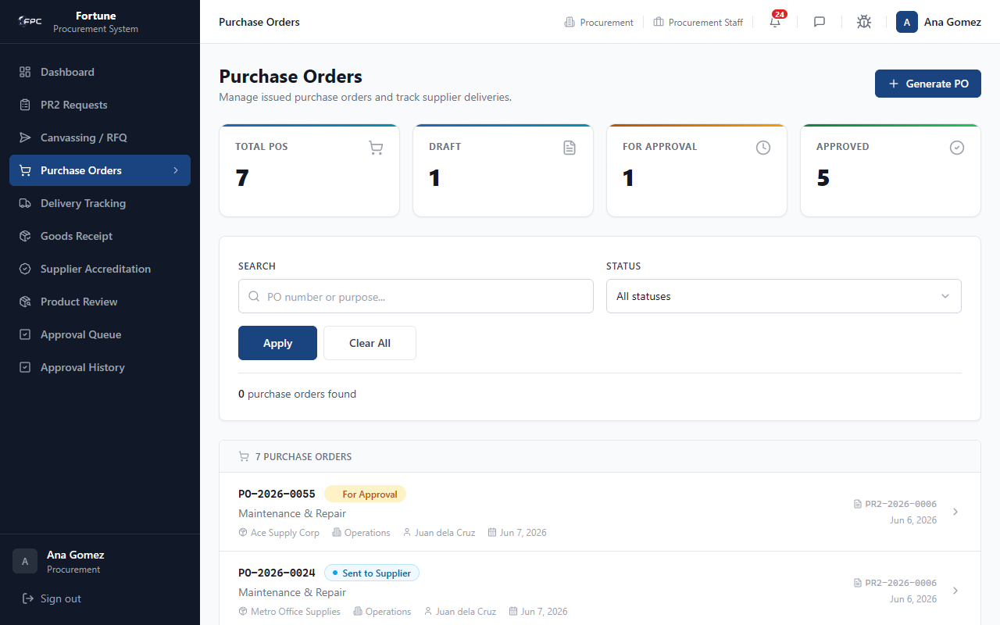 FPC
Fortune
Procurement System
Purchase Orders
Procurement
Procurement Staff
24
A
Ana Gomez
Dashboard
PR2 Requests
Canvassing / RFQ
Purchase Orders
Delivery Tracking
Goods Receipt
Supplier Accreditation
Product Review
Approval Queue
Approval History
A
Ana Gomez
Procurement
Sign out
Purchase Orders
Manage issued purchase orders and track supplier deliveries.
Generate PO
TOTAL POS
7
DRAFT
1
FOR APPROVAL
1
APPROVED
5
SEARCH
PO number or purpose...
STATUS
All statuses
Apply
Clear All
0 purchase orders found
7 PURCHASE ORDERS
PO-2026-0055 For Approval
Maintenance & Repair
Ace Supply Corp Operations Juan dela Cruz Jun 7, 2026
PR2-2026-0006
Jun 6, 2026
PO-2026-0024 Sent to Supplier
Maintenance & Repair
Metro Office Supplies Operations Juan dela Cruz Jun 7, 2026
PR2-2026-0006
Jun 6, 2026